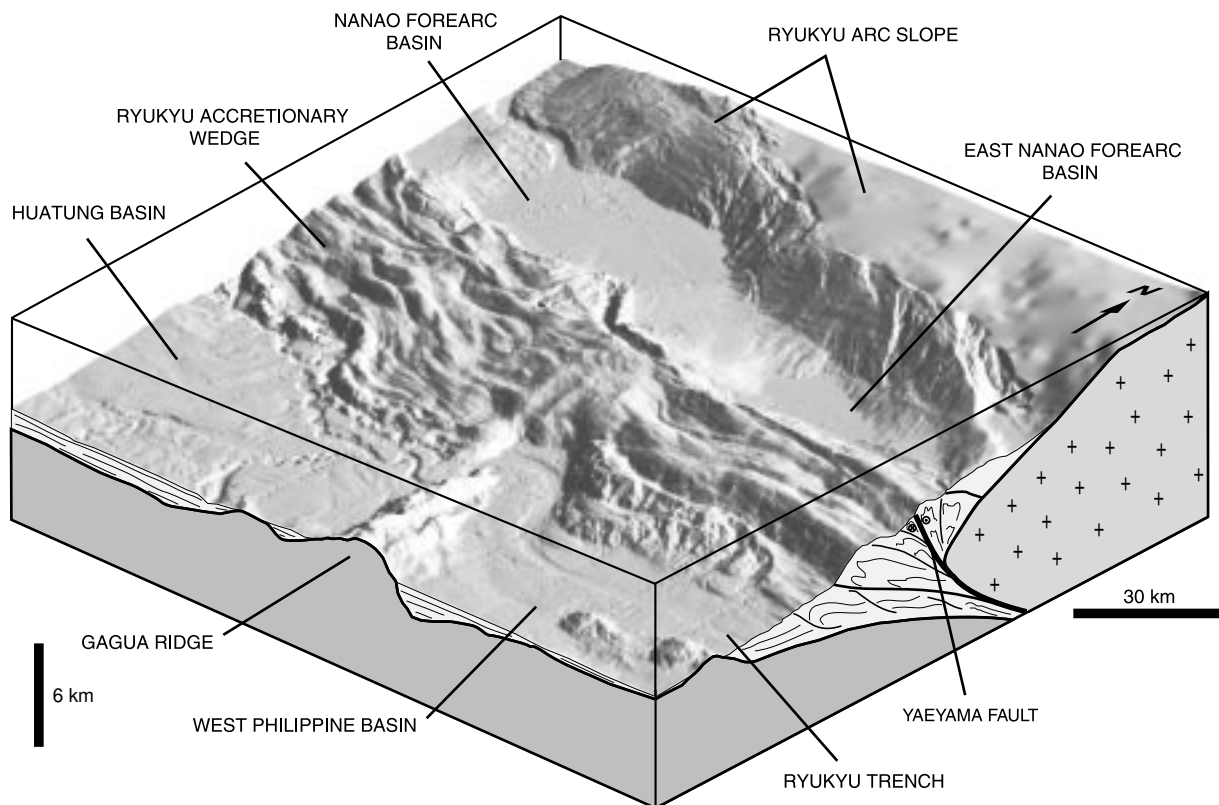 NANAO FOREARC
BASIN
RYUKYU ARC SLOPE
RYUKYU ACCRETIONARY
WEDGE
EAST NANAO FOREARC
BASIN
HUATUNG BASIN
N
30 km
GAGUA RIDGE
6 km
WEST PHILIPPINE BASIN
YAEYAMA FAULT
RYUKYU TRENCH